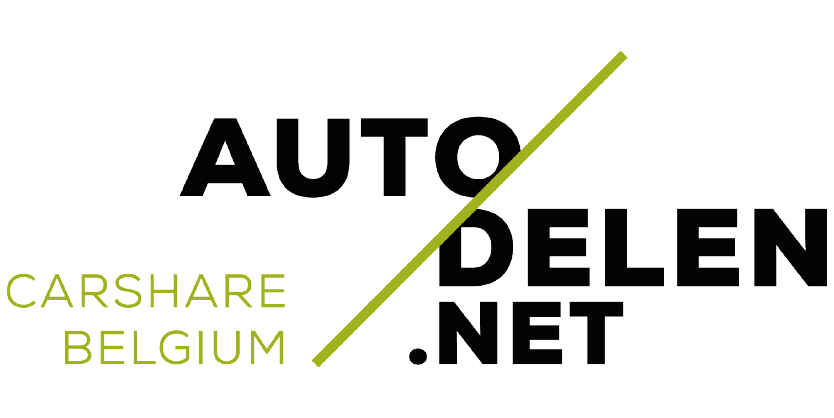 AUTO
DELEN
.NET
CARSHARE
BELGIUM